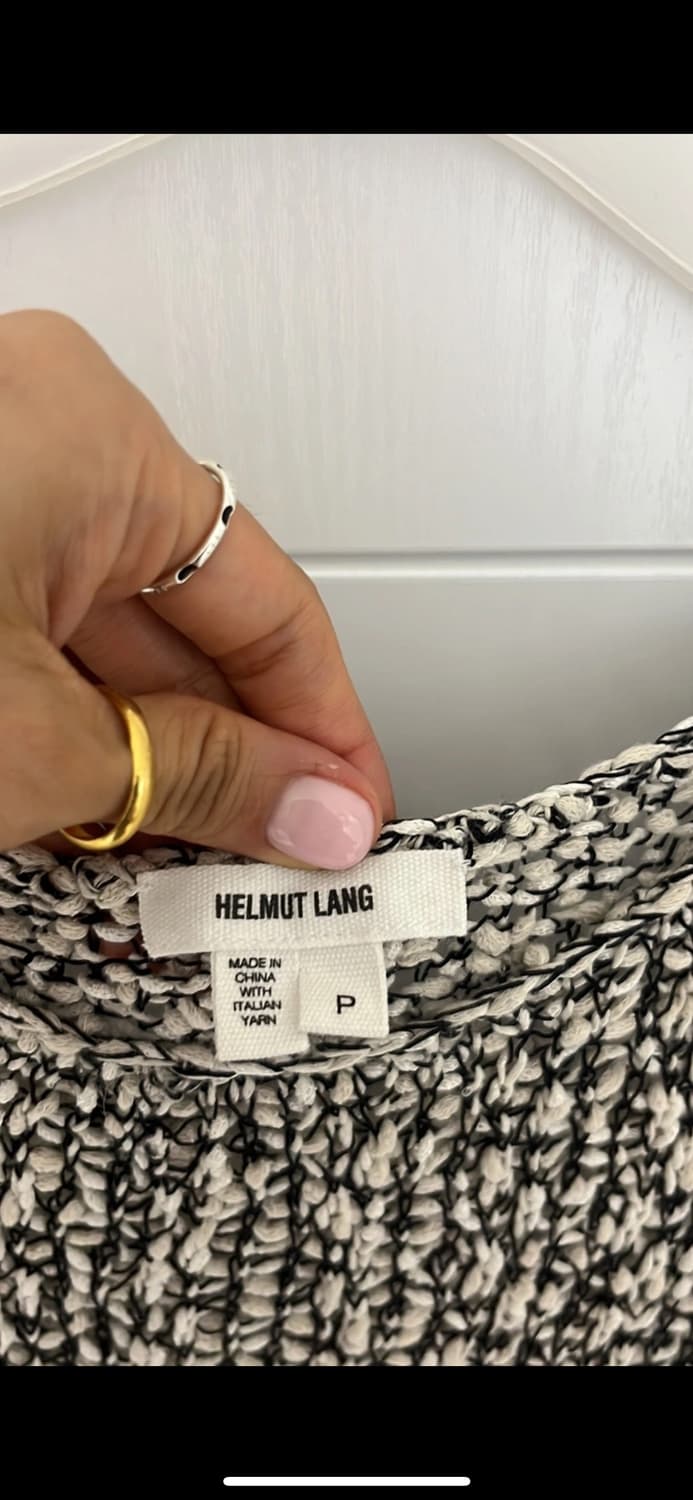 HELMUT LANG
MADE IN
CHINA
WITH
ITALIAN
YARN
P